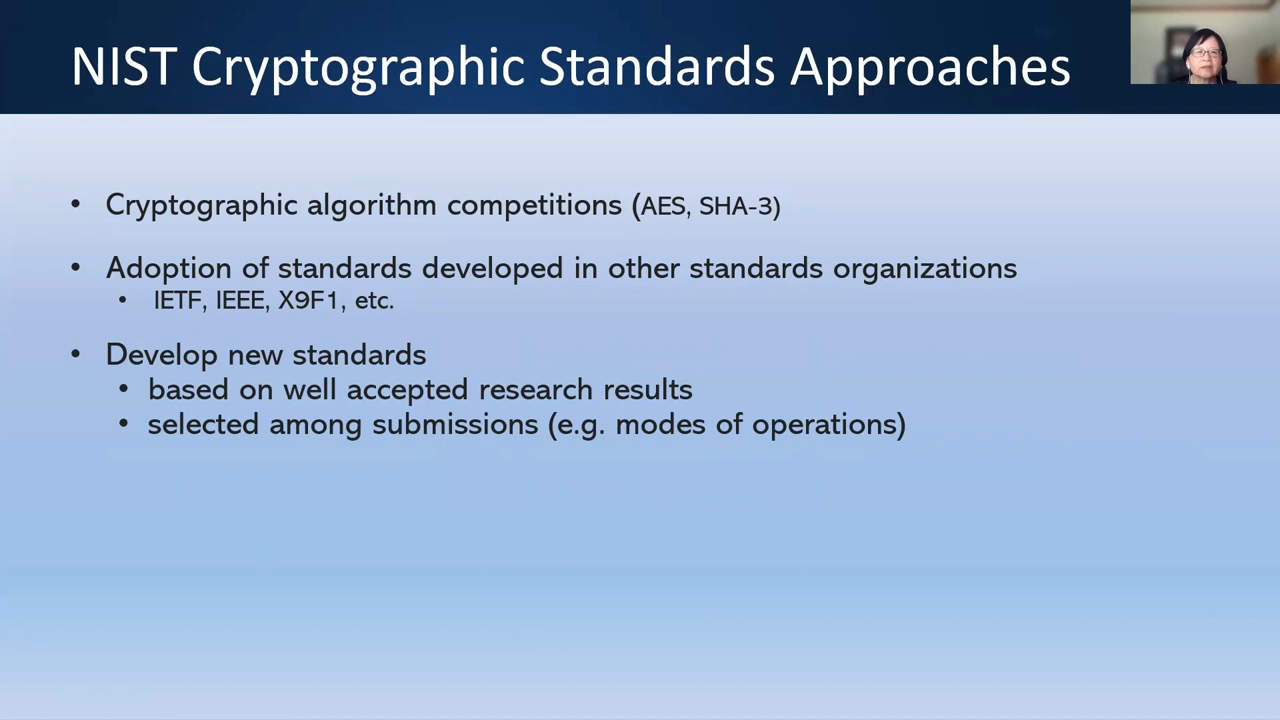 NIST Cryptographic Standards Approaches
• Cryptographic algorithm competitions (AES, SHA-3)
• Adoption of standards developed in other standards organizations
• IETF, IEEE, X9F1, etc.
• Develop new standards
• based on well accepted research results
• selected among submissions (e.g. modes of operations)